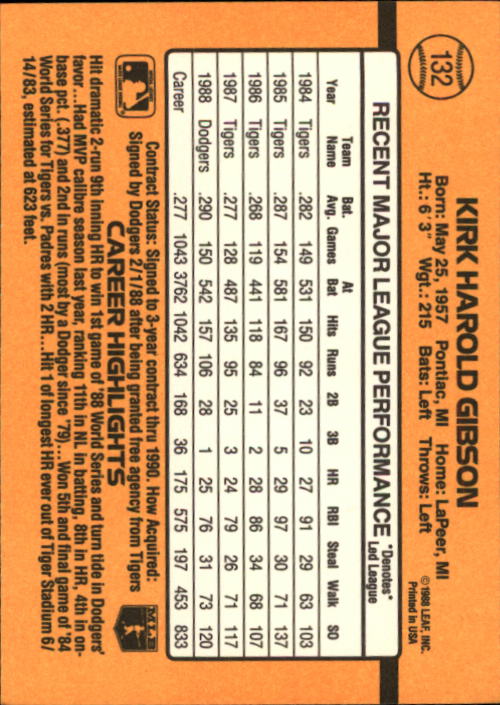 132
KIRK HAROLD GIBSON
Born: May 25, 1957 Pontiac, MI Home: LaPeer, MI
Ht.: 6'3" Wgt.: 215 Bats: Left Throws: Left
©1988 LEAF, INC.
Printed in USA
RECENT MAJOR LEAGUE PERFORMANCE *Denotes* Led League
Year Team Name Bat. Avg. Games At Bat Hits Runs 2B 3B HR RBI Steal Walk SO
1984 Tigers .282 149 531 150 92 23 10 27 91 29 63 103
1985 Tigers .287 154 581 167 96 37 5 29 97 30 71 137
1986 Tigers .268 119 441 118 84 11 2 28 86 34 68 107
1987 Tigers .277 128 487 135 95 25 3 24 79 26 71 117
1988 Dodgers .290 150 542 157 106 28 1 25 76 31 73 120
Career .277 1043 3762 1042 634 168 36 175 575 197 453 833
Contract Status: Signed to 3-year contract thru 1990. How Acquired:
Signed by Dodgers 2/1/88 after being granted free agency from Tigers
MLB
CAREER HIGHLIGHTS
Hit dramatic 2-run 9th inning HR to win 1st game of '88 World Series and turn tide in Dodgers'
favor...Had MVP calibre season last year, ranking 11th in NL in batting, 8th in HR, 4th in on-
base pct. (.377) and 2nd in runs (most by a Dodger since '79)...Won 5th and final game of '84
World Series for Tigers vs. Padres with 2 HR...Hit 1 of longest HR ever out of Tiger Stadium 6/
14/83, estimated at 623 feet.